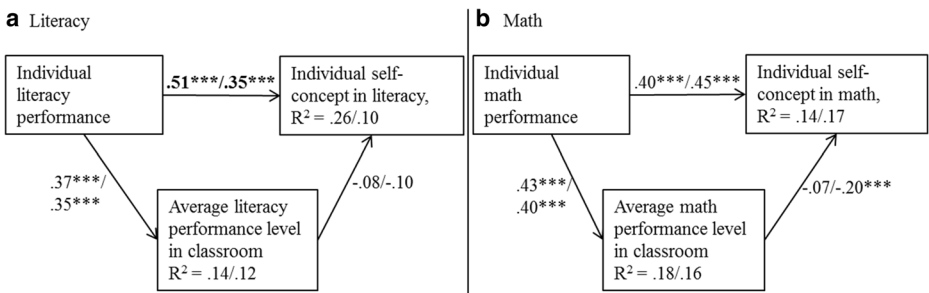 a Literacy
Individual
literacy
performance
.51***/.35***
Individual self-
concept in literacy,
R² = .26/.10
.37***/
.35***
-.08/-.10
Average literacy
performance level
in classroom
R² = .14/.12
b Math
Individual
math
performance
.40***/.45***
Individual self-
concept in math,
R² = .14/.17
.43***/
.40***
-.07/-.20***
Average math
performance level
in classroom
R² = .18/.16